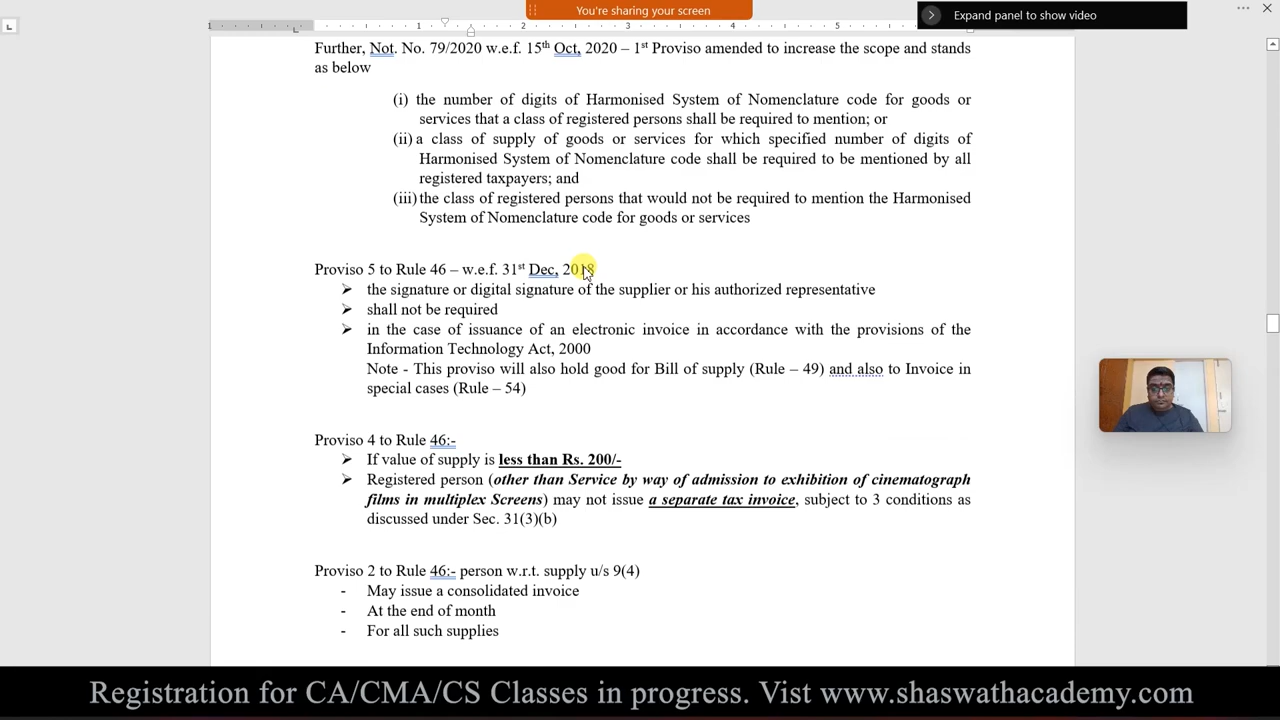 You're sharing your screen
Expand panel to show video
1 1 2 3 4 5
Further, Not. No. 79/2020 w.e.f. 15th Oct, 2020 – 1st Proviso amended to increase the scope and stands
as below
(i) the number of digits of Harmonised System of Nomenclature code for goods or
services that a class of registered persons shall be required to mention; or
(ii) a class of supply of goods or services for which specified number of digits of
Harmonised System of Nomenclature code shall be required to be mentioned by all
registered taxpayers; and
(iii) the class of registered persons that would not be required to mention the Harmonised
System of Nomenclature code for goods or services
Proviso 5 to Rule 46 – w.e.f. 31st Dec, 2018
➤ the signature or digital signature of the supplier or his authorized representative
➤ shall not be required
➤ in the case of issuance of an electronic invoice in accordance with the provisions of the
Information Technology Act, 2000
Note - This proviso will also hold good for Bill of supply (Rule – 49) and also to Invoice in
special cases (Rule – 54)
Proviso 4 to Rule 46:-
➤ If value of supply is less than Rs. 200/-
➤ Registered person (other than Service by way of admission to exhibition of cinematograph
films in multiplex Screens) may not issue a separate tax invoice, subject to 3 conditions as
discussed under Sec. 31(3)(b)
Proviso 2 to Rule 46:- person w.r.t. supply u/s 9(4)
- May issue a consolidated invoice
- At the end of month
- For all such supplies
Registration for CA/CMA/CS Classes in progress. Vist www.shaswathacademy.com